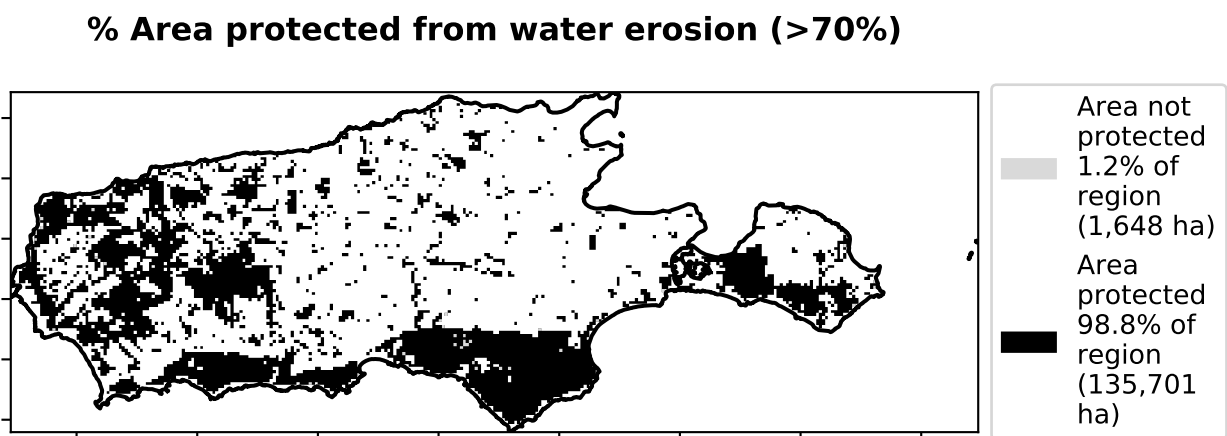 % Area protected from water erosion (>70%)
Area not
protected
1.2% of
region
(1,648 ha)
Area
protected
98.8% of
region
(135,701
ha)